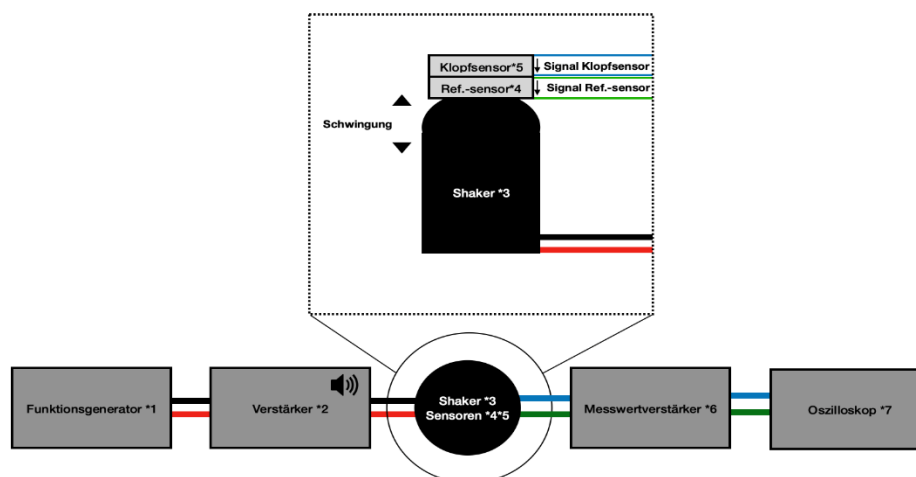 Klopfsensor*5
Signal Klopfsensor
Ref.-sensor*4
Signal Ref.-sensor
Schwingung
Shaker *3
Funktionsgenerator *1
Verstärker *2
Shaker *3
Sensoren *4*5
Messwertverstärker *6
Oszilloskop *7